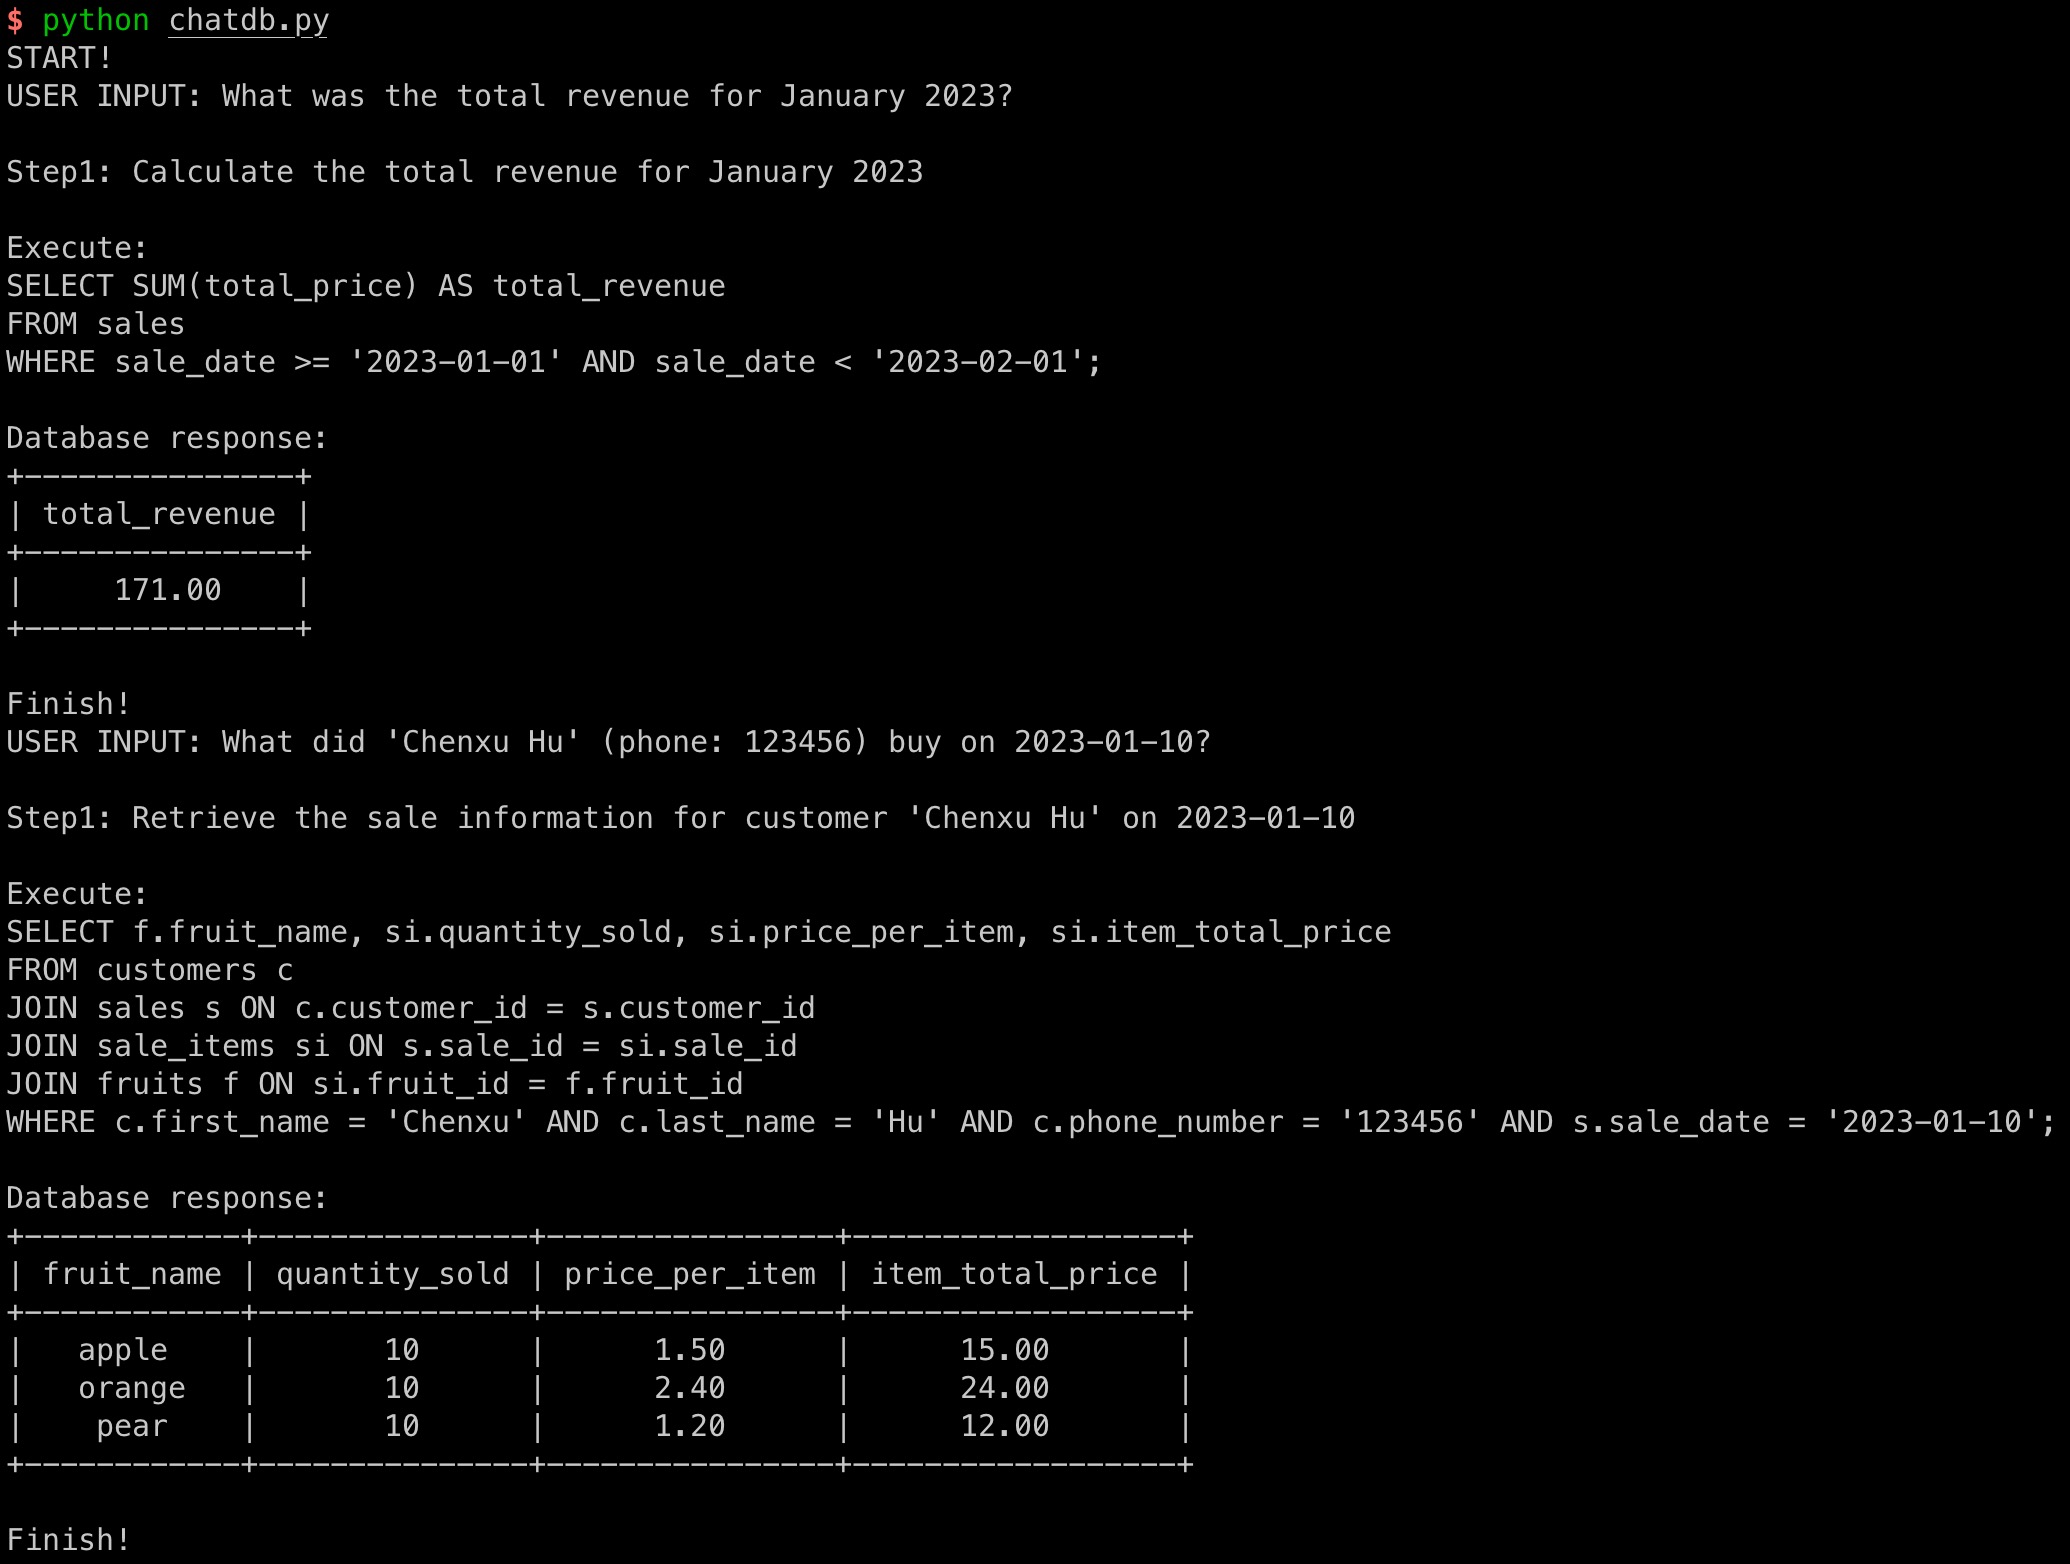 $ python chatdb.py
START!
USER INPUT: What was the total revenue for January 2023?

Step1: Calculate the total revenue for January 2023

Execute:
SELECT SUM(total_price) AS total_revenue
FROM sales
WHERE sale_date >= '2023-01-01' AND sale_date < '2023-02-01';

Database response:
+---------------+
| total_revenue |
+---------------+
|     171.00    |
+---------------+

Finish!
USER INPUT: What did 'Chenxu Hu' (phone: 123456) buy on 2023-01-10?

Step1: Retrieve the sale information for customer 'Chenxu Hu' on 2023-01-10

Execute:
SELECT f.fruit_name, si.quantity_sold, si.price_per_item, si.item_total_price
FROM customers c
JOIN sales s ON c.customer_id = s.customer_id
JOIN sale_items si ON s.sale_id = si.sale_id
JOIN fruits f ON si.fruit_id = f.fruit_id
WHERE c.first_name = 'Chenxu' AND c.last_name = 'Hu' AND c.phone_number = '123456' AND s.sale_date = '2023-01-10';

Database response:
+------------+---------------+----------------+------------------+
| fruit_name | quantity_sold | price_per_item | item_total_price |
+------------+---------------+----------------+------------------+
|   apple    |       10      |      1.50      |      15.00       |
|   orange   |       10      |      2.40      |      24.00       |
|    pear    |       10      |      1.20      |      12.00       |
+------------+---------------+----------------+------------------+

Finish!